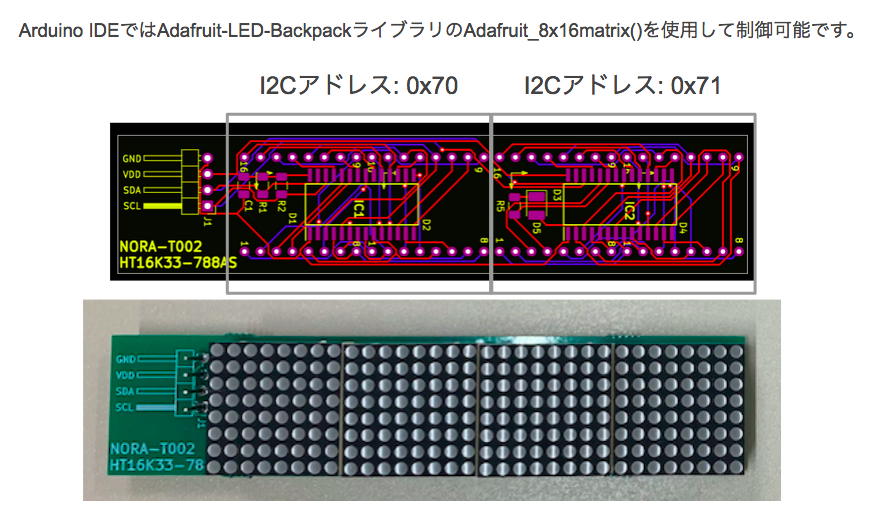 Arduino IDEではAdafruit-LED-BackpackライブラリのAdafruit_8x16matrix()を使用して制御可能です。
I2Cアドレス: 0x70
I2Cアドレス: 0x71
GND
VDD
SDA
SCL
J1
16
9
16
9
16
9
C1
R1
R2
D1
IC1
D2
R5
D3
D5
IC2
D4
1
8
1
1
8
NORA-T002
HT16K33-788AS
GND
VDD
SDA
SCL
J1
NORA-T002
HT16K33-78